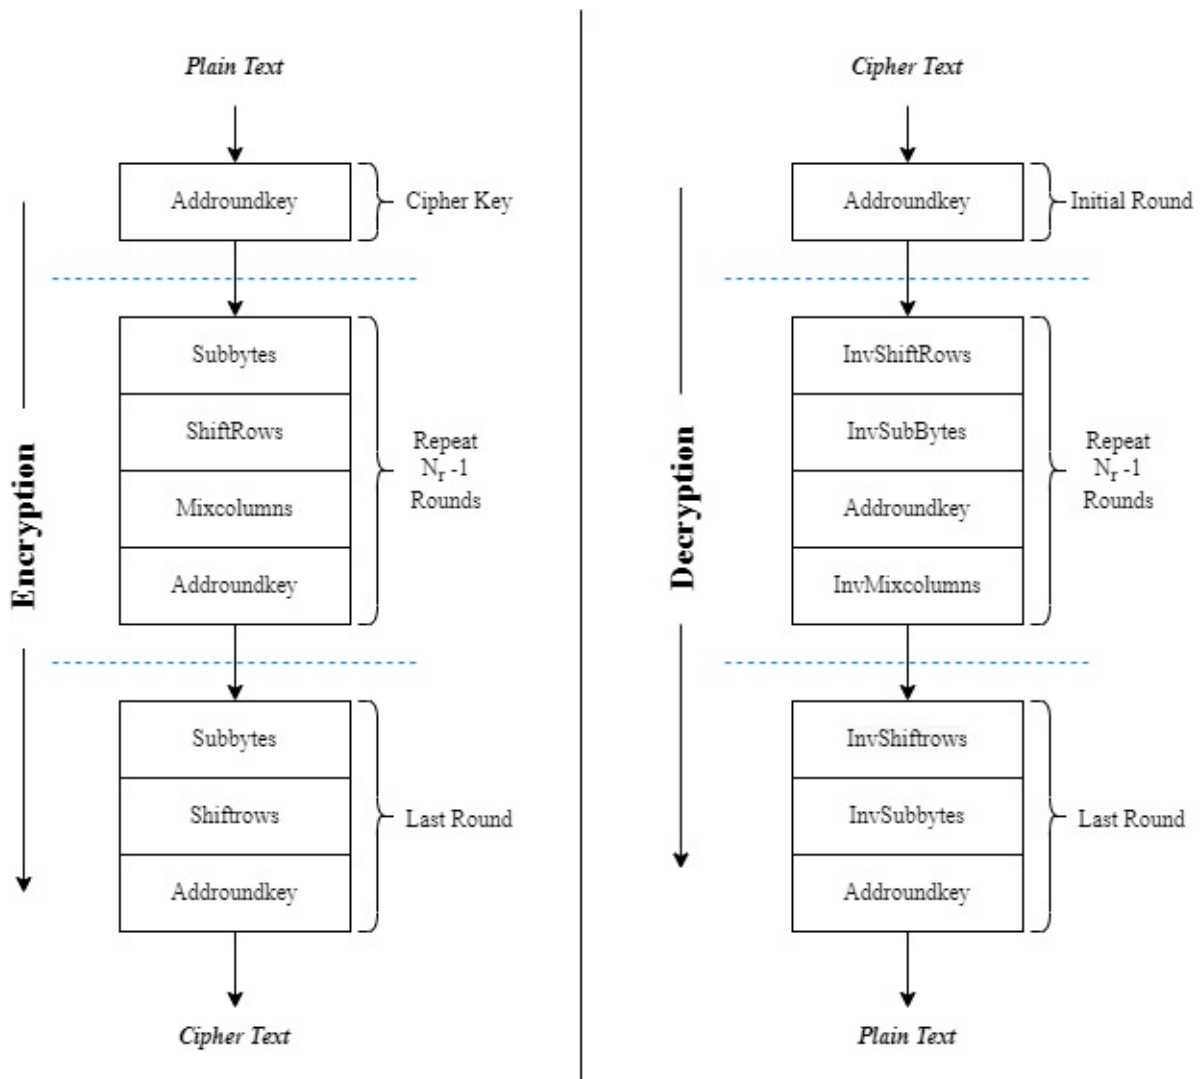 Plain Text
Addroundkey
Cipher Key
Subbytes
ShiftRows
Mixcolumns
Addroundkey
Repeat
Nr -1
Rounds
Encryption
Subbytes
Shiftrows
Addroundkey
Last Round
Cipher Text
Cipher Text
Addroundkey
Initial Round
InvShiftRows
InvSubBytes
Addroundkey
InvMixcolumns
Repeat
Nr -1
Rounds
Decryption
InvShiftrows
InvSubbytes
Addroundkey
Last Round
Plain Text